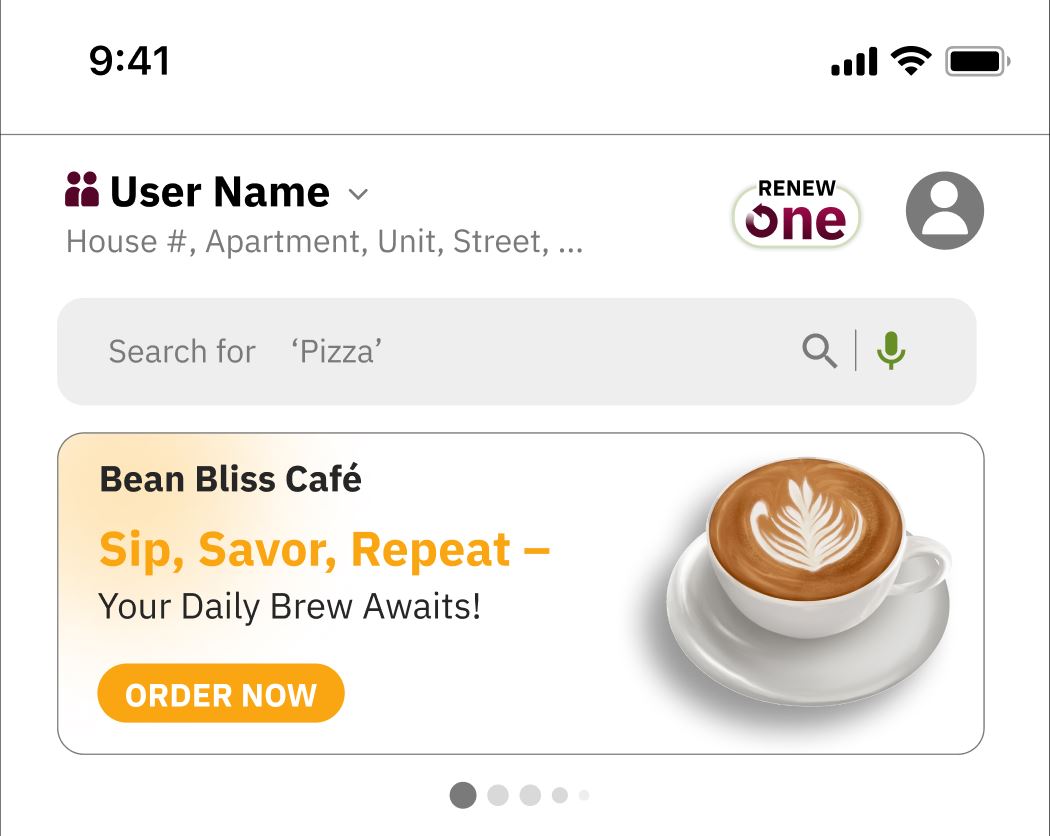 9:41
User Name
House #, Apartment, Unit, Street, ...
RENEW
one
Search for ‘Pizza’
Bean Bliss Café
Sip, Savor, Repeat –
Your Daily Brew Awaits!
ORDER NOW